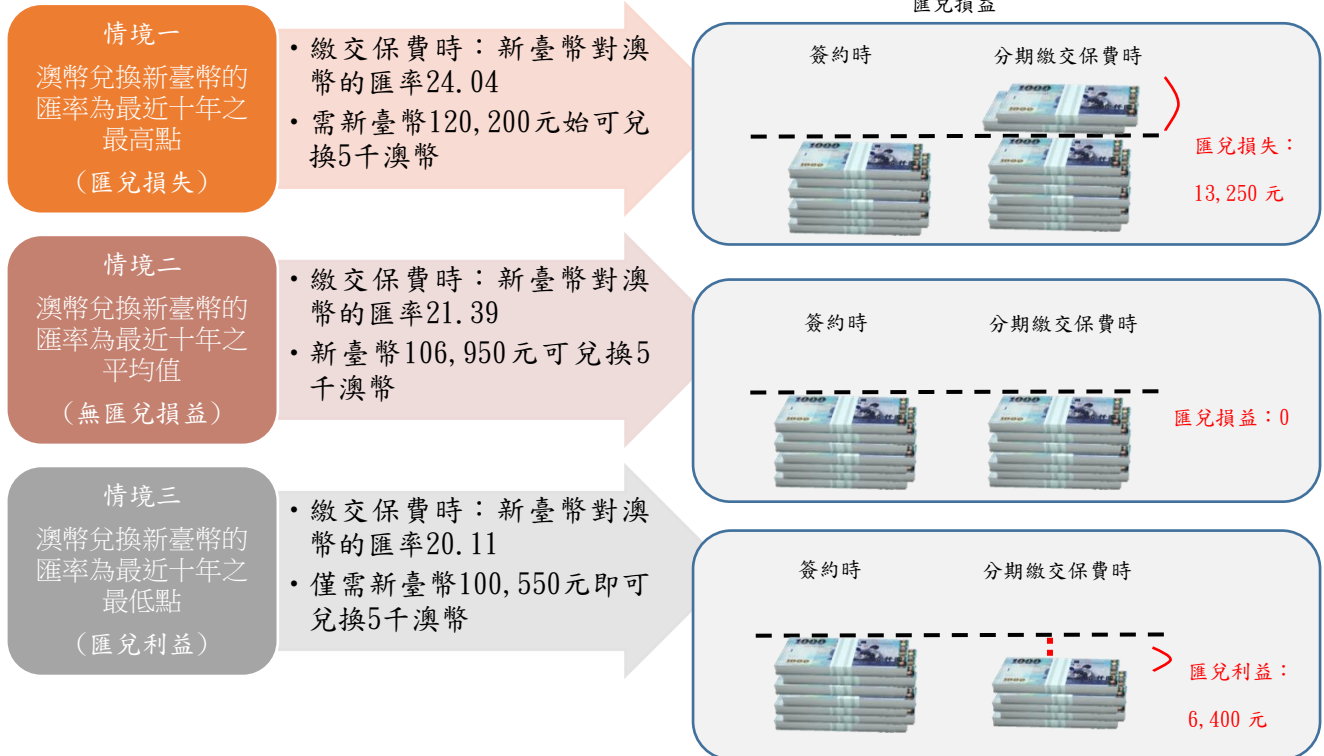 匯兌損益
情境一
澳幣兌換新臺幣的
匯率為最近十年之
最高點
(匯兌損失)
•繳交保費時：新臺幣對澳
幣的匯率24.04
•需新臺幣120,200元始可兌
換5千澳幣
簽約時
分期繳交保費時
匯兌損失：
13,250 元
情境二
澳幣兌換新臺幣的
匯率為最近十年之
平均值
(無匯兌損益)
•繳交保費時：新臺幣對澳
幣的匯率21.39
•新臺幣106,950元可兌換5
千澳幣
簽約時
分期繳交保費時
匯兌損益：0
情境三
澳幣兌換新臺幣的
匯率為最近十年之
最低點
(匯兌利益)
•繳交保費時：新臺幣對澳
幣的匯率20.11
•僅需新臺幣100,550元即可
兌換5千澳幣
簽約時
分期繳交保費時
匯兌利益：
6,400 元